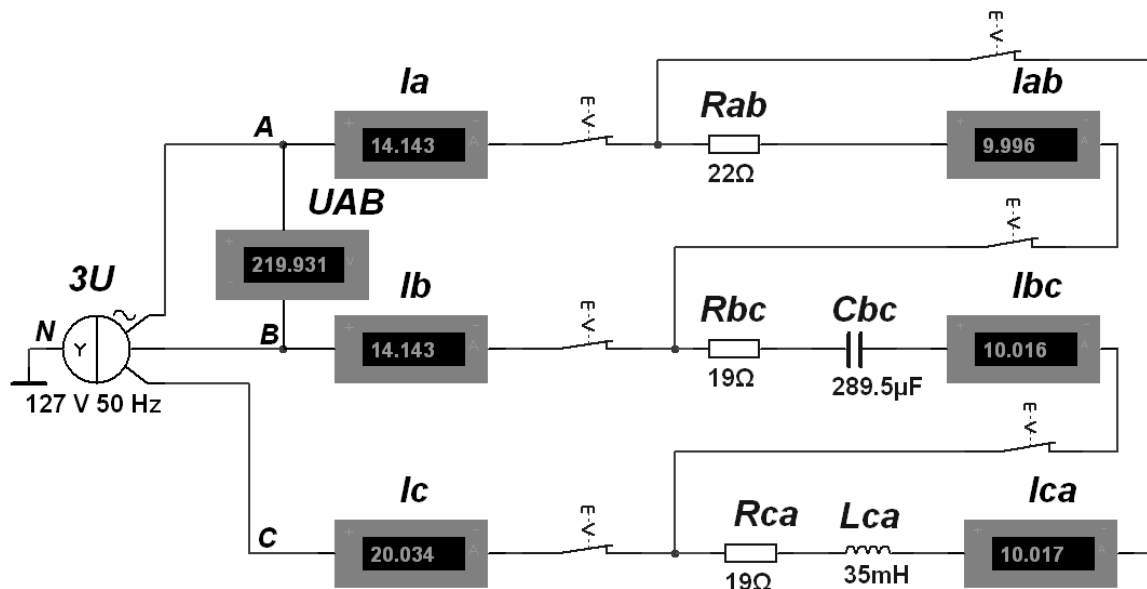 Ia
Iab
E-V
E-V
Rab
A
14.143
9.996
22Ω
UAB
E-V
219.931
3U
Ib
E-V
Ibc
Rbc
Cbc
N
Y
B
14.143
10.016
19Ω
289.5µF
127 V 50 Hz
E-V
Ic
E-V
Ica
Rca
Lca
C
20.034
10.017
19Ω
35mH